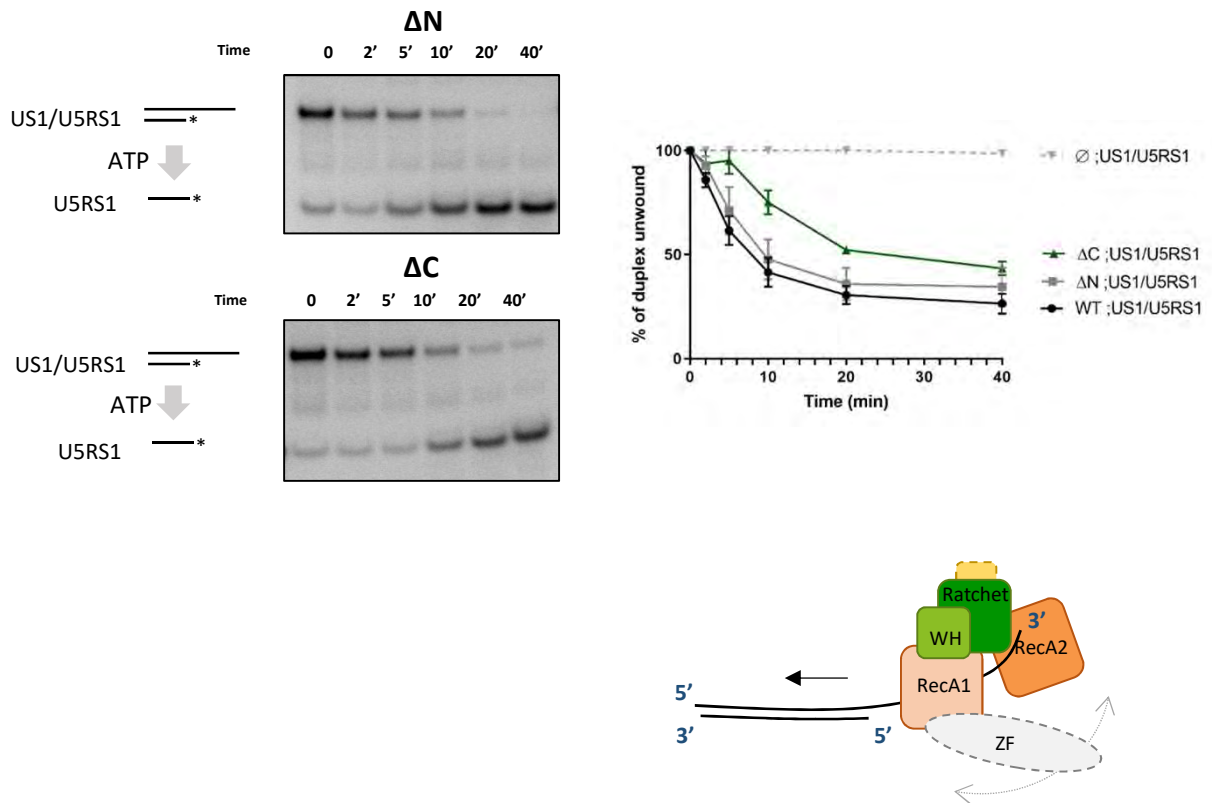 ΔN
Time 0 2’ 5’ 10’ 20’ 40’
US1/U5RS1 *
ATP
U5RS1 *
ΔC
Time 0 2’ 5’ 10’ 20’ 40’
US1/U5RS1 *
ATP
U5RS1 *
% of duplex unwound
100
50
0
0 10 20 30 40
Time (min)
∅ ;US1/U5RS1
ΔC ;US1/U5RS1
ΔN ;US1/U5RS1
WT ;US1/U5RS1
Ratchet
3’
WH
RecA2
RecA1
5’
3’
5’
ZF